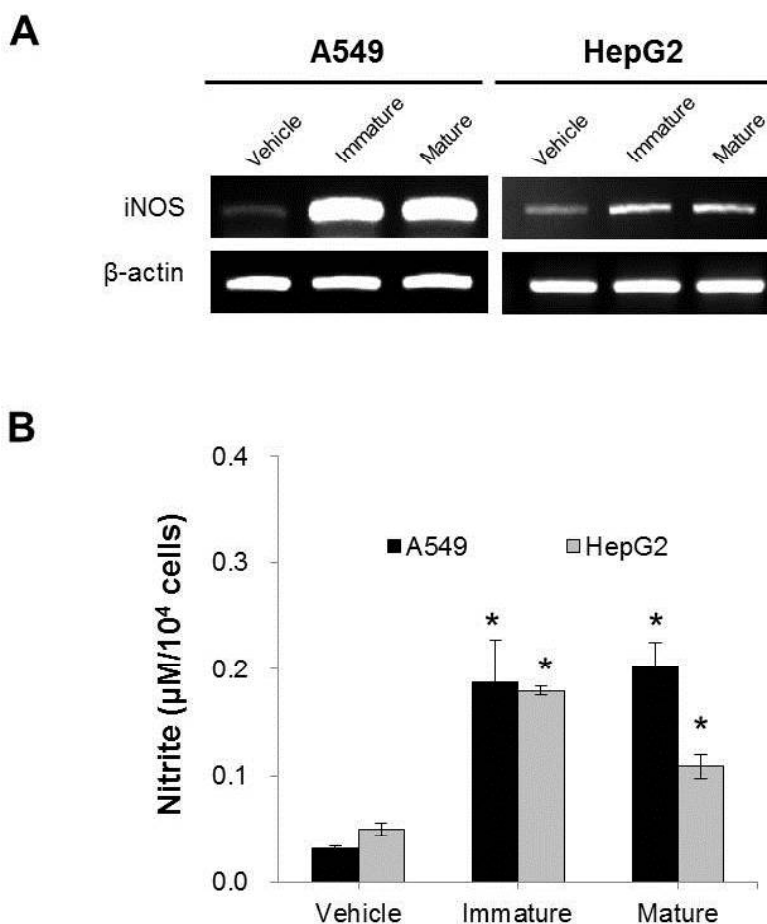 A
A549 HepG2
Vehicle Immature Mature Vehicle Immature Mature
iNOS
β-actin
B
Nitrite (μM/10⁴ cells)
0.4
0.3
0.2
0.1
0.0
A549 HepG2
* * * *
Vehicle Immature Mature